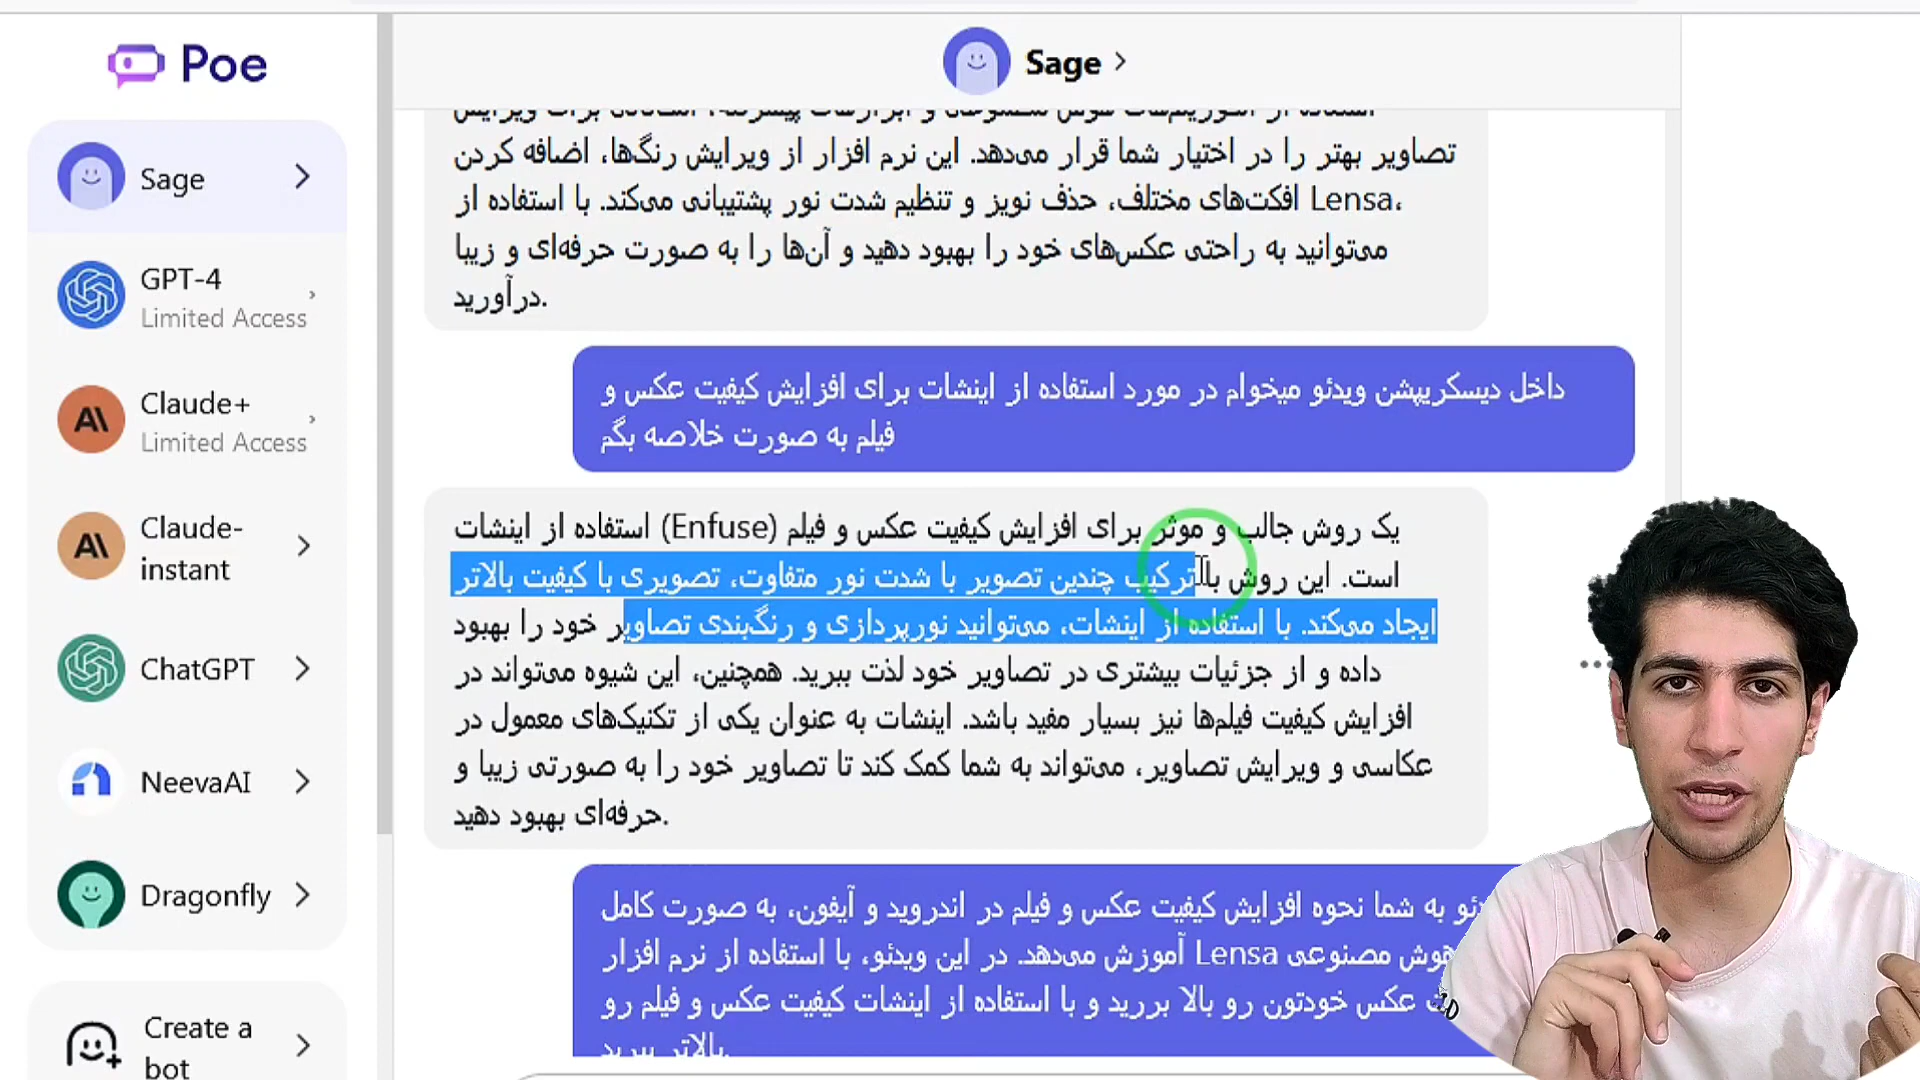 Poe
Sage
GPT-4
Limited Access
Claude+
Limited Access
Claude-
instant
ChatGPT
NeevaAI
Dragonfly
Create a
bot
Sage
تصاویر بهتر را در اختیار شما قرار می‌دهد. این نرم افزار از ویرایش رنگ‌ها، اضافه کردن
افکت‌های مختلف، حذف نویز و تنظیم شدت نور پشتیبانی می‌کند. با استفاده از Lensa،
می‌توانید به راحتی عکس‌های خود را بهبود دهید و آن‌ها را به صورت حرفه‌ای و زیبا
درآورید.
داخل دیسکریپشن ویدئو میخوام در مورد استفاده از اینشات برای افزایش کیفیت عکس و
فیلم به صورت خلاصه بگم
استفاده از اینشات (Enfuse) یک روش جالب و موثر برای افزایش کیفیت عکس و فیلم
است. این روش با ترکیب چندین تصویر با شدت نور متفاوت، تصویری با کیفیت بالاتر
ایجاد می‌کند. با استفاده از اینشات، می‌توانید نورپردازی و رنگ‌بندی تصاویر خود را بهبود
داده و از جزئیات بیشتری در تصاویر خود لذت ببرید. همچنین، این شیوه می‌تواند در
افزایش کیفیت فیلم‌ها نیز بسیار مفید باشد. اینشات به عنوان یکی از تکنیک‌های معمول در
عکاسی و ویرایش تصاویر، می‌تواند به شما کمک کند تا تصاویر خود را به صورتی زیبا و
حرفه‌ای بهبود دهید.
به شما نحوه افزایش کیفیت عکس و فیلم در اندروید و آیفون، به صورت کامل
آموزش می‌دهد. در این ویدئو، با استفاده از نرم افزار Lensa هوش مصنوعی
عکس خودتون رو بالا بررید و با استفاده از اینشات کیفیت عکس و فیلم رو
بالاتر ببرید.